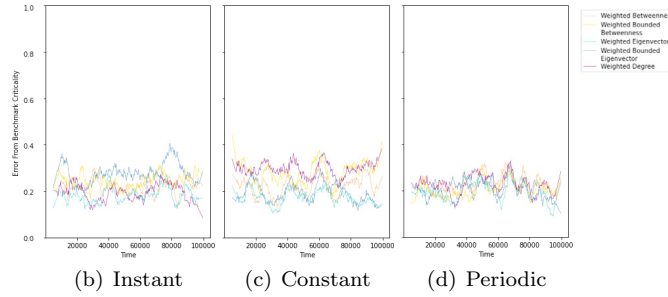 1.0
0.8
0.6
0.4
0.2
0.0
Error From Benchmark Criticality
20000 40000 60000 80000 100000
Time
20000 40000 60000 80000 100000
Time
20000 40000 60000 80000 100000
Time
Weighted Betweenne
Weighted Bounded
Betweenness
Weighted Eigenvector
Weighted Bounded
Eigenvector
Weighted Degree
(b) Instant
(c) Constant
(d) Periodic